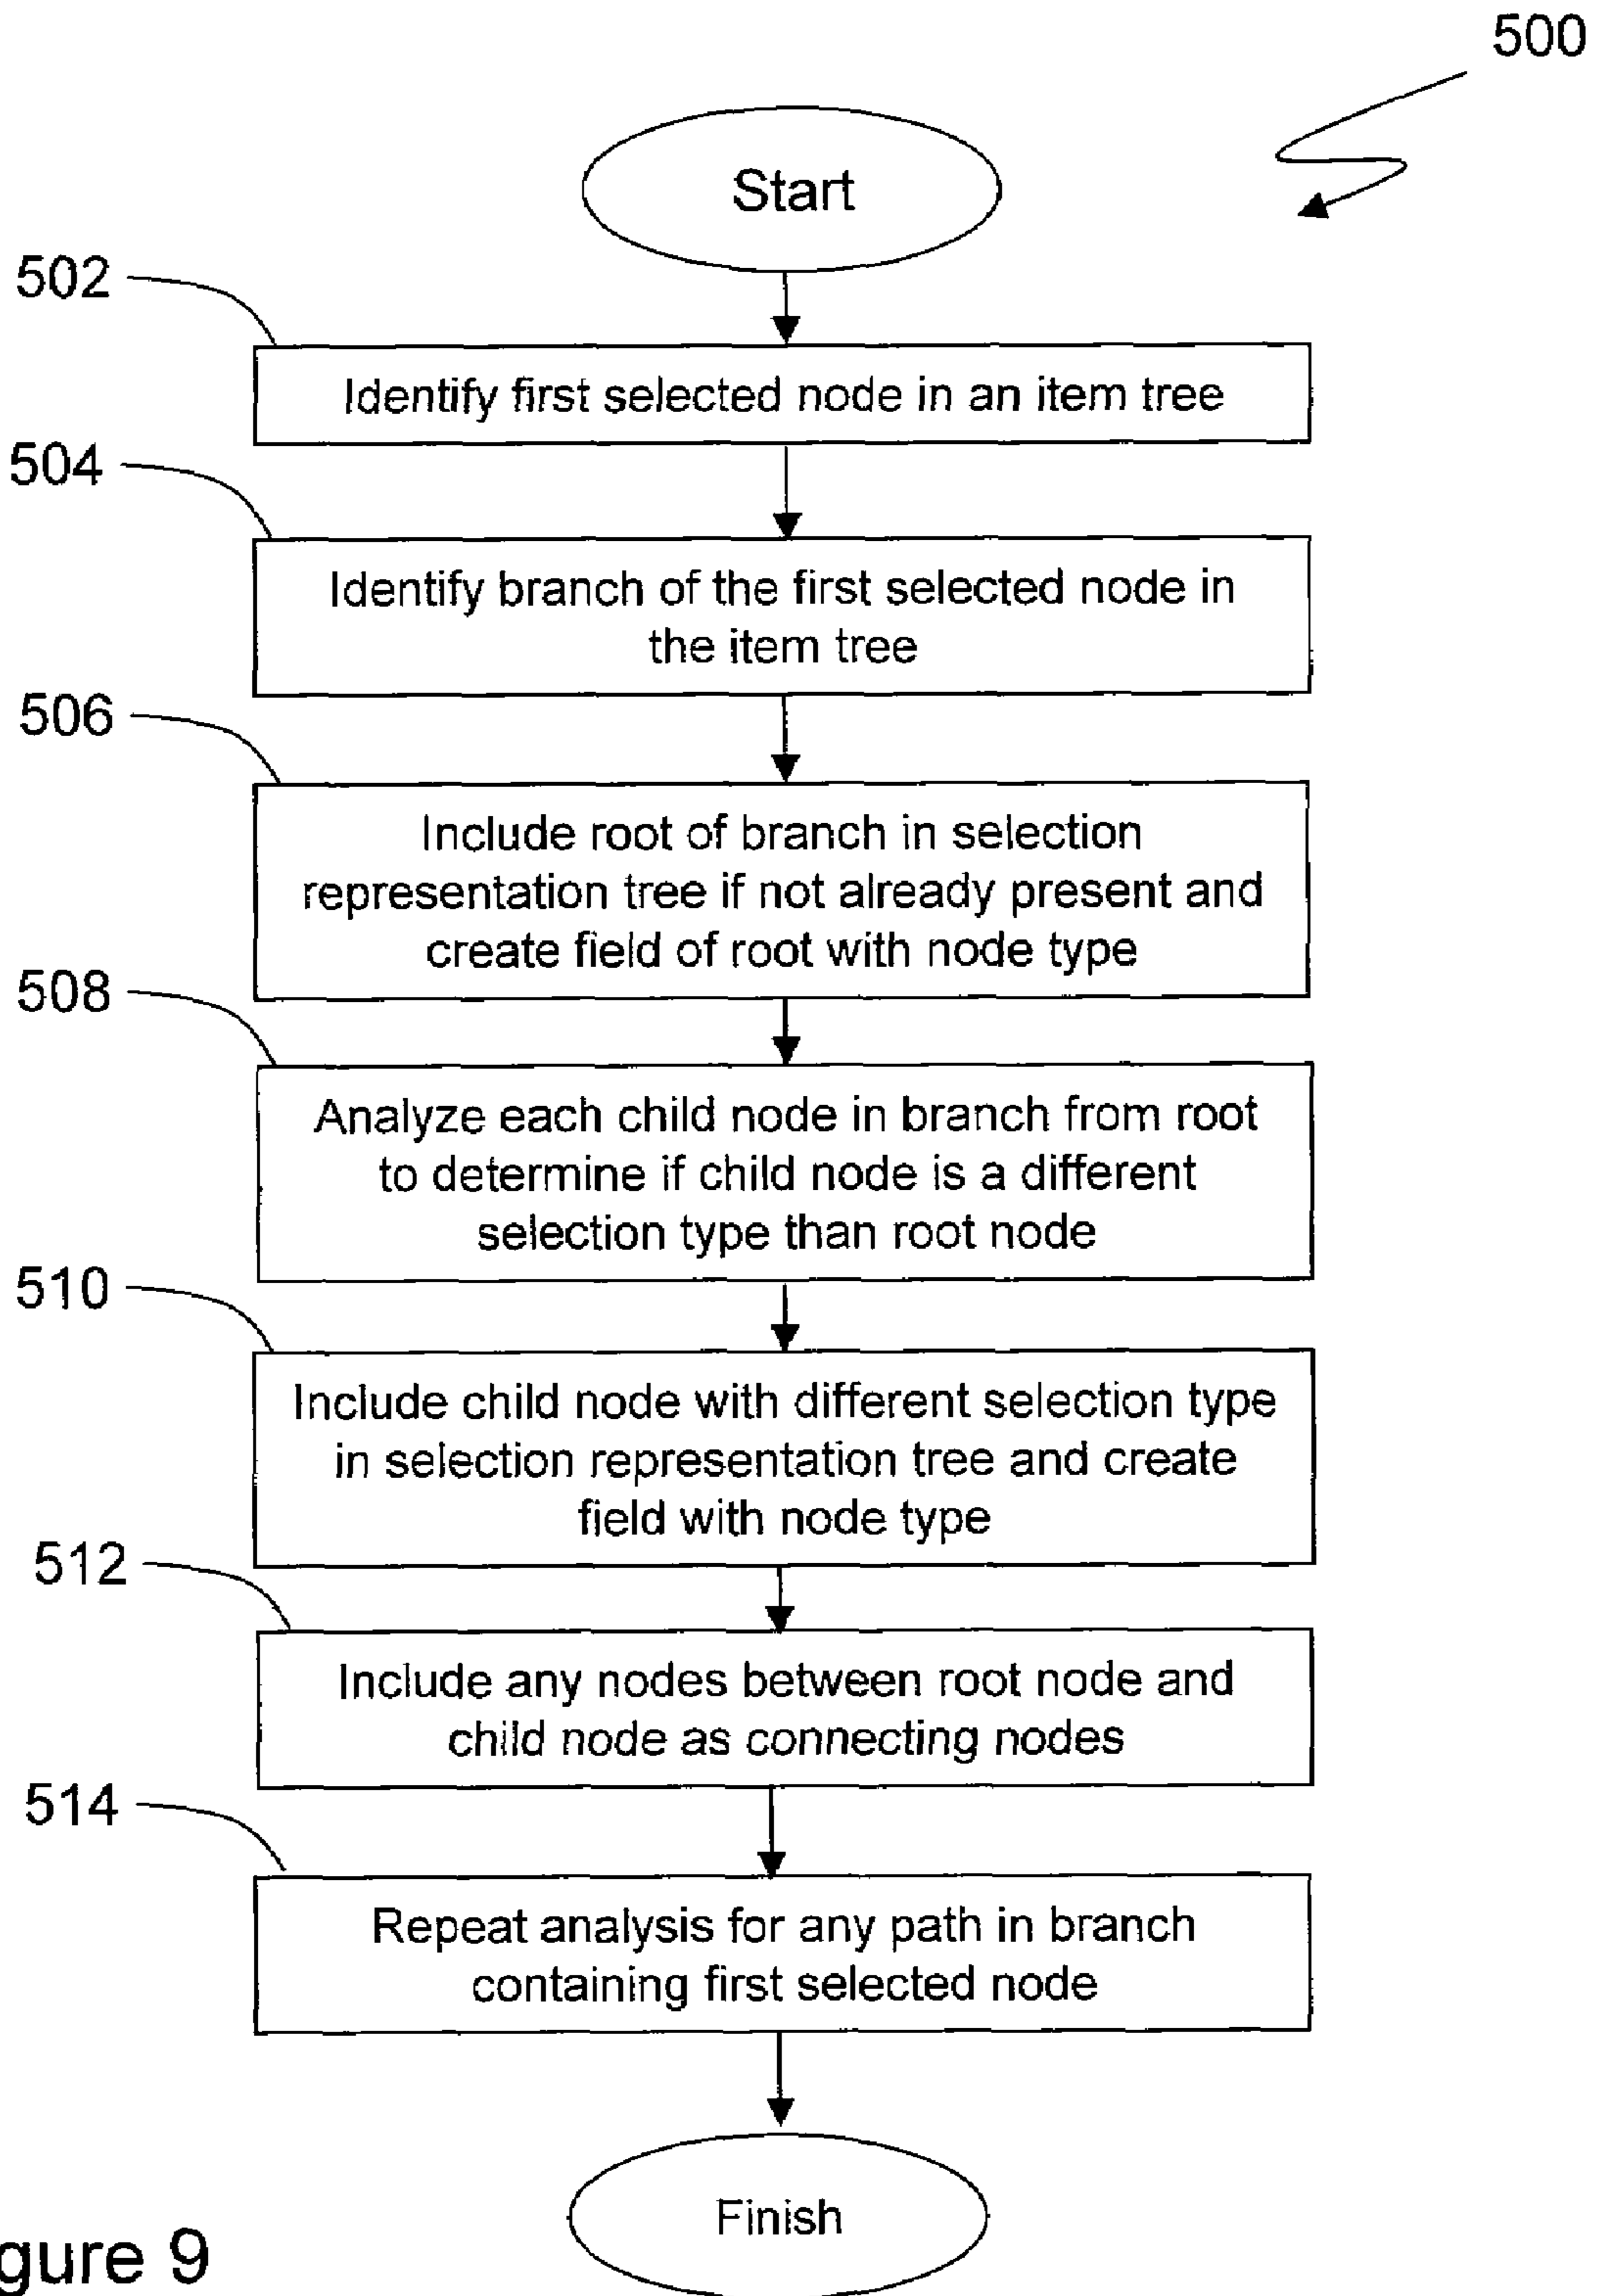 500
Start
502
Identify first selected node in an item tree
504
Identify branch of the first selected node in
the item tree
506
Include root of branch in selection
representation tree if not already present and
create field of root with node type
508
Analyze each child node in branch from root
to determine if child node is a different
selection type than root node
510
Include child node with different selection type
in selection representation tree and create
field with node type
512
Include any nodes between root node and
child node as connecting nodes
514
Repeat analysis for any path in branch
containing first selected node
Finish
gure 9